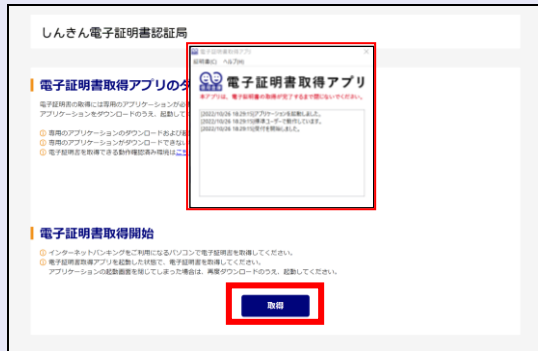 しんきん電子証明書認証局
電子証明書取得アプリ
証明書(C) ヘルプ(H)
電子証明書取得アプリ
本アプリは、電子証明書の取得が完了するまで閉じないでください。
[2022/10/26 18:29:15]アプリケーションを起動しました。
[2022/10/26 18:29:15]標準ユーザーで動作しています。
[2022/10/26 18:29:15]受付を開始しました。
電子証明書取得アプリのダ
電子証明書の取得には専用のアプリケーションが必
アプリケーションをダウンロードのうえ、起動して
専用のアプリケーションのダウンロードおよび起
専用のアプリケーションがダウンロードできない
電子証明書を取得できる動作確認済み環境はこち
電子証明書取得開始
インターネットバンキングをご利用になるパソコンで電子証明書を取得してください。
電子証明書取得アプリを起動した状態で、電子証明書を取得してください。
アプリケーションの起動画面を閉じてしまった場合は、再度ダウンロードのうえ、起動してください。
取得